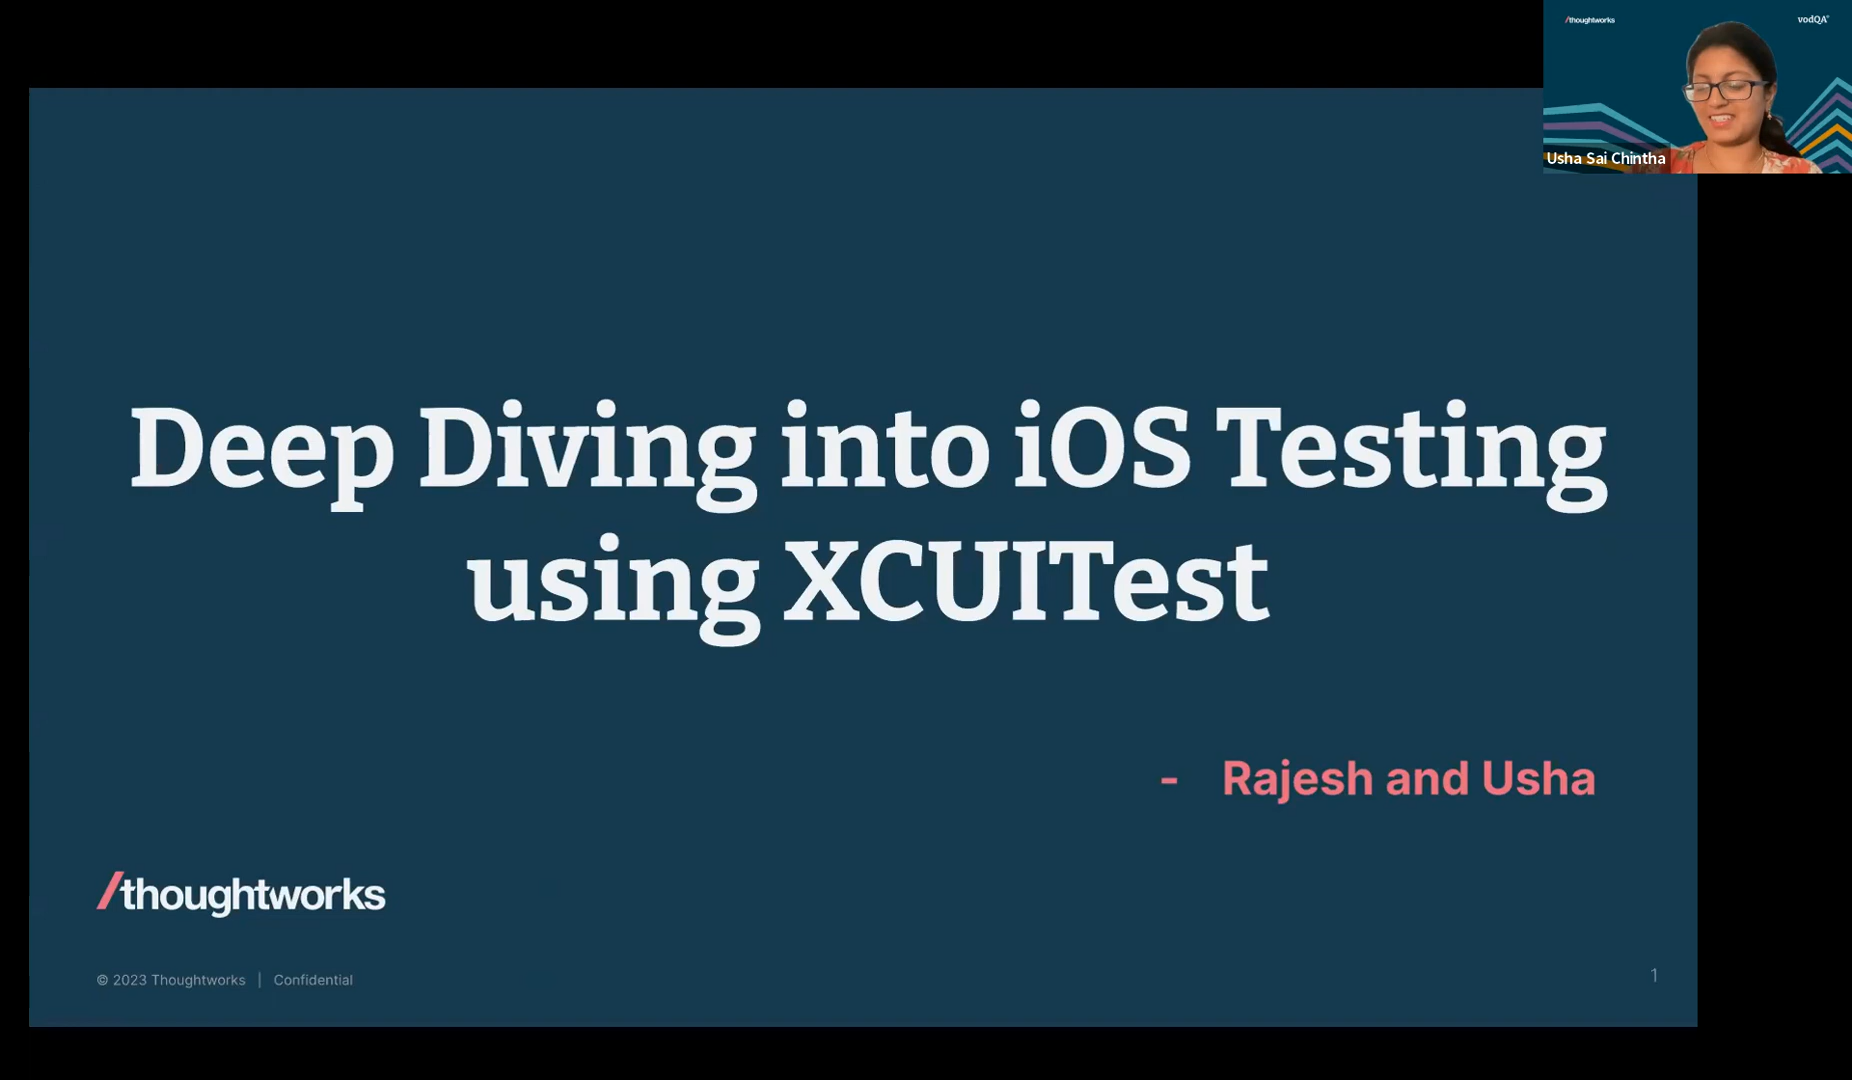 /thoughtworks
vodQA
Usha Sai Chintha
Deep Diving into iOS Testing
using XCUITest
- Rajesh and Usha
/thoughtworks
© 2023 Thoughtworks | Confidential
1